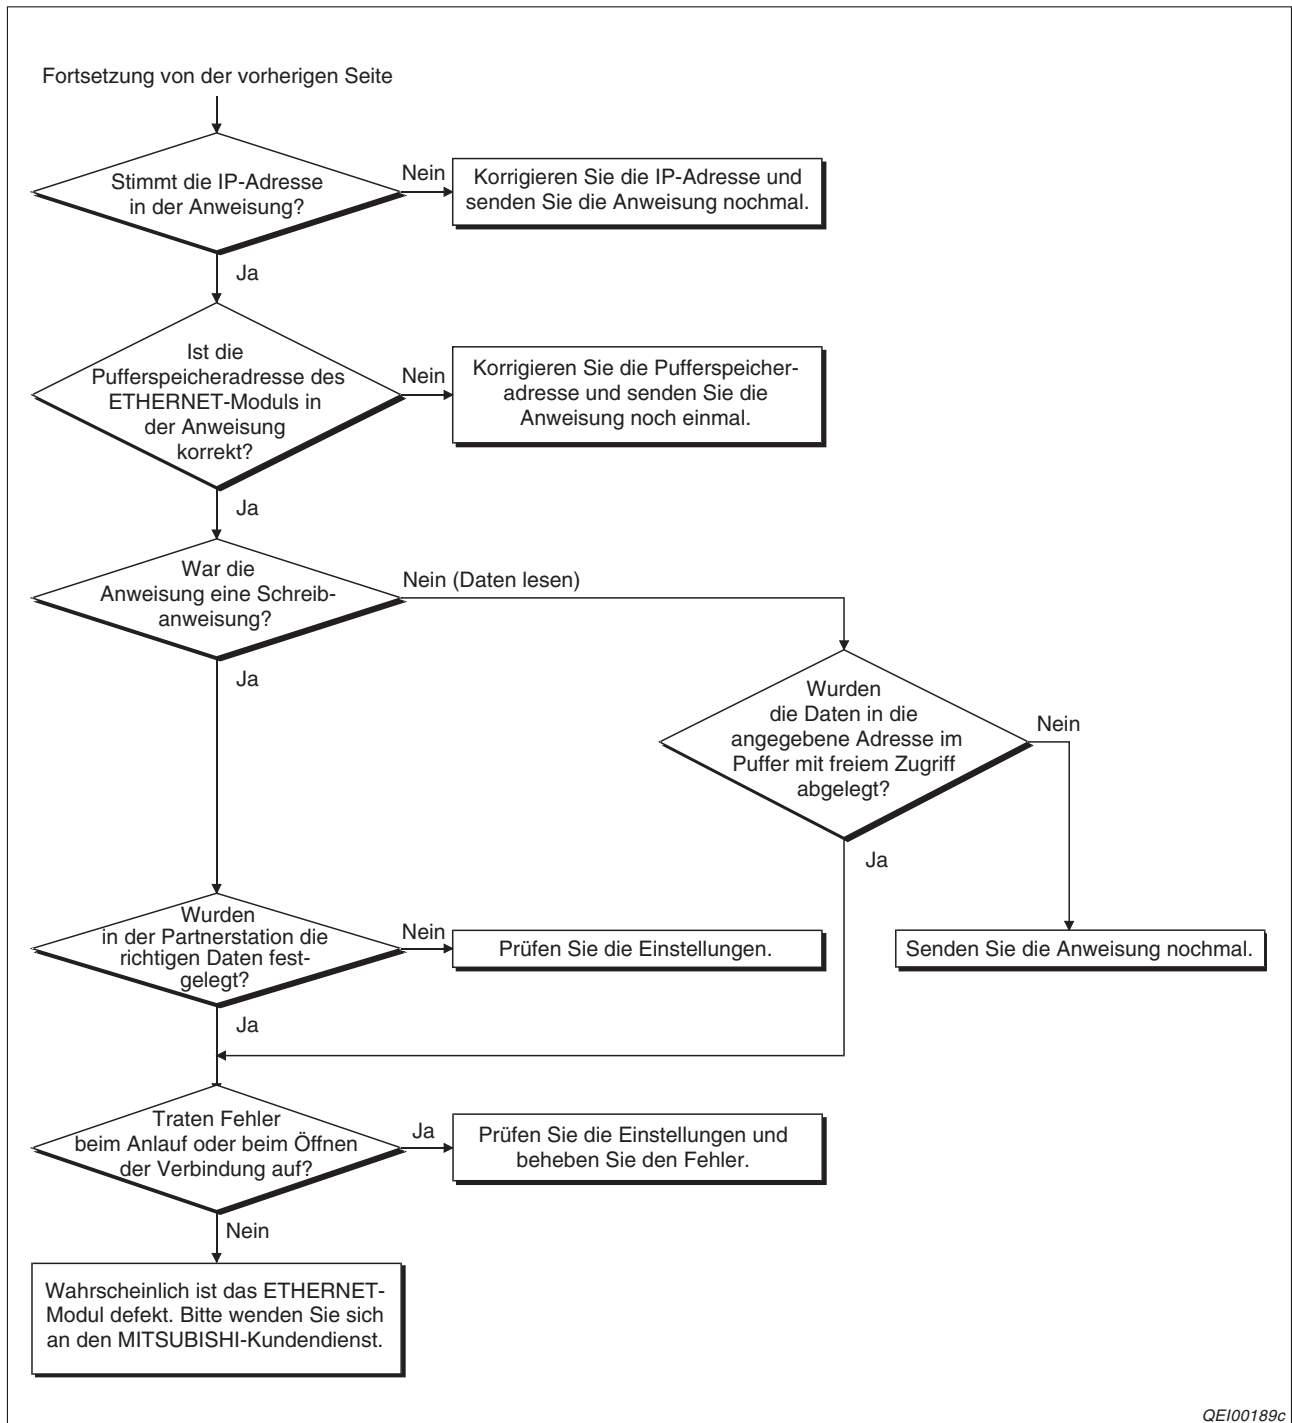 Fortsetzung von der vorherigen Seite
Stimmt die IP-Adresse
in der Anweisung?
Nein
Korrigieren Sie die IP-Adresse und
senden Sie die Anweisung nochmal.
Ja
Ist die
Pufferspeicheradresse des
ETHERNET-Moduls in
der Anweisung
korrekt?
Nein
Korrigieren Sie die Pufferspeicher-
adresse und senden Sie die
Anweisung noch einmal.
Ja
War die
Anweisung eine Schreib-
anweisung?
Nein (Daten lesen)
Ja
Wurden
die Daten in die
angegebene Adresse im
Puffer mit freiem Zugriff
abgelegt?
Nein
Ja
Wurden
in der Partnerstation die
richtigen Daten fest-
gelegt?
Nein
Prüfen Sie die Einstellungen.
Senden Sie die Anweisung nochmal.
Ja
Traten Fehler
beim Anlauf oder beim Öffnen
der Verbindung auf?
Ja
Prüfen Sie die Einstellungen und
beheben Sie den Fehler.
Nein
Wahrscheinlich ist das ETHERNET-
Modul defekt. Bitte wenden Sie sich
an den MITSUBISHI-Kundendienst.
QEI00189c